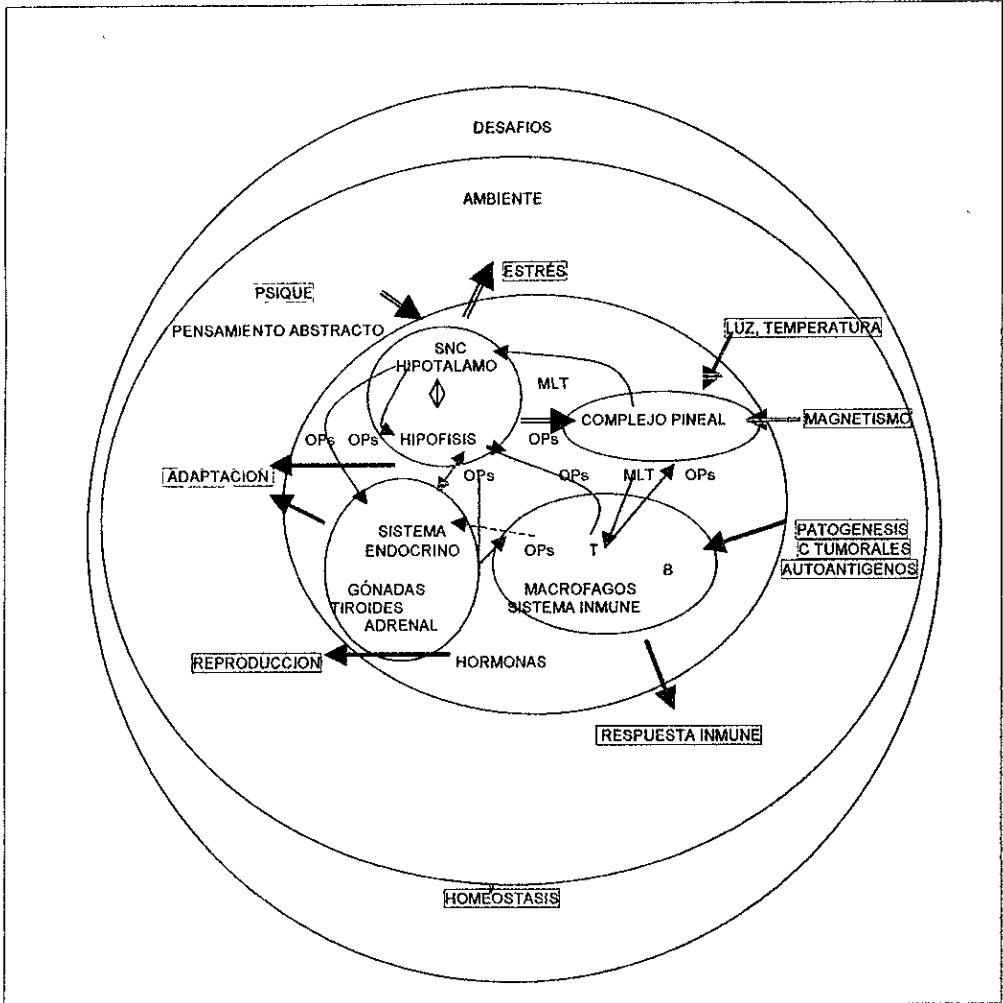 DESAFIOS
AMBIENTE
ESTRÉS
PSIQUE
PENSAMIENTO ABSTRACTO
LUZ, TEMPERATURA
SNC
HIPOTALAMO
MLT
COMPLEJO PINEAL
MAGNETISMO
OPs OPs HIPOFISIS
OPs
ADAPTACION
OPs
OPs
MLT
OPs
SISTEMA
ENDOCRINO
OPs
T
B
PATOGENESIS
C TUMORALES
AUTOANTIGENOS
GÓNADAS
TIROIDES
ADRENAL
MACROFAGOS
SISTEMA INMUNE
REPRODUCCION
HORMONAS
RESPUESTA INMUNE
HOMEOSTASIS